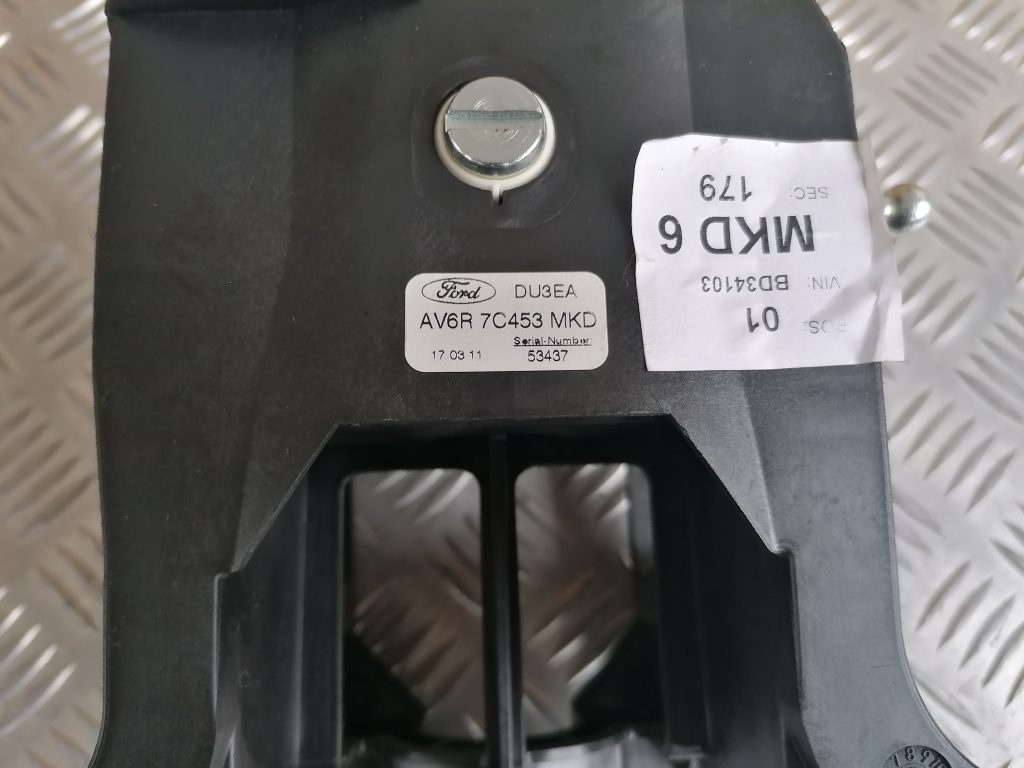 Ford DU3EA
AV6R 7C453 MKD
Serial-Number:
17 03 11 53437
POS: 01
VIN: BD34103
MKD 6
SEC: 179